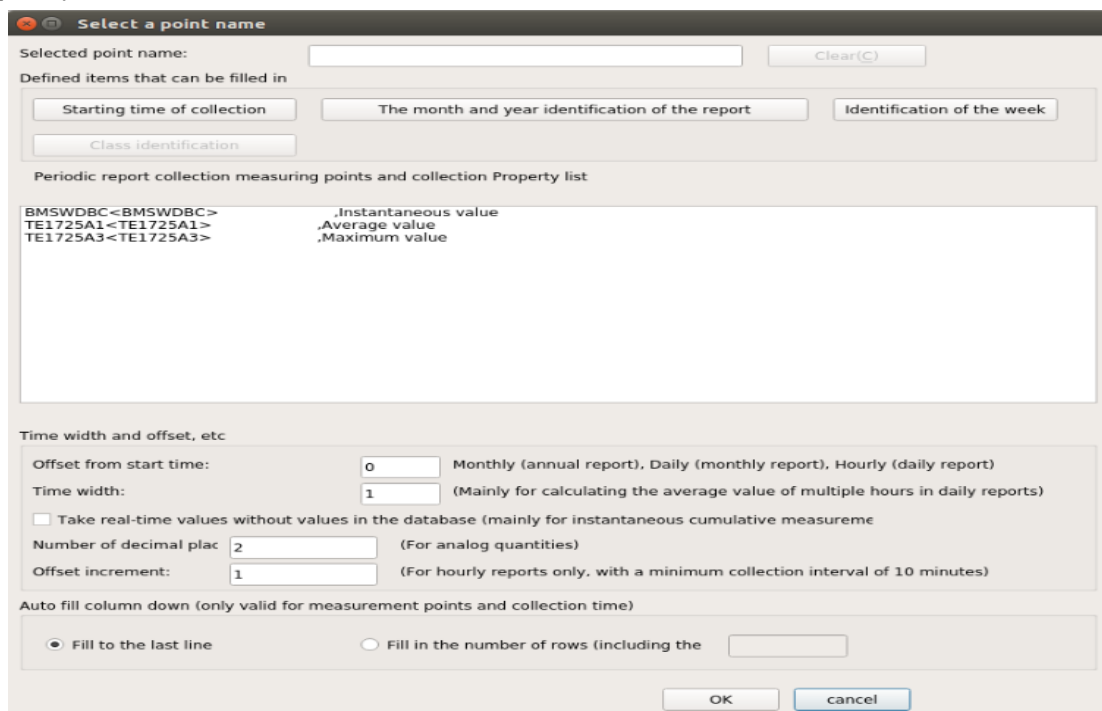 Select a point name
Selected point name: Clear(C)
Defined items that can be filled in
Starting time of collection The month and year identification of the report Identification of the week
Class identification
Periodic report collection measuring points and collection Property list
BMSWDBC<BMSWDBC> ,Instantaneous value
TE1725A1<TE1725A1> ,Average value
TE1725A3<TE1725A3> ,Maximum value
Time width and offset, etc
Offset from start time: 0 Monthly (annual report), Daily (monthly report), Hourly (daily report)
Time width: 1 (Mainly for calculating the average value of multiple hours in daily reports)
Take real-time values without values in the database (mainly for instantaneous cumulative measureme
Number of decimal plac 2 (For analog quantities)
Offset increment: 1 (For hourly reports only, with a minimum collection interval of 10 minutes)
Auto fill column down (only valid for measurement points and collection time)
Fill to the last line Fill in the number of rows (including the
OK cancel